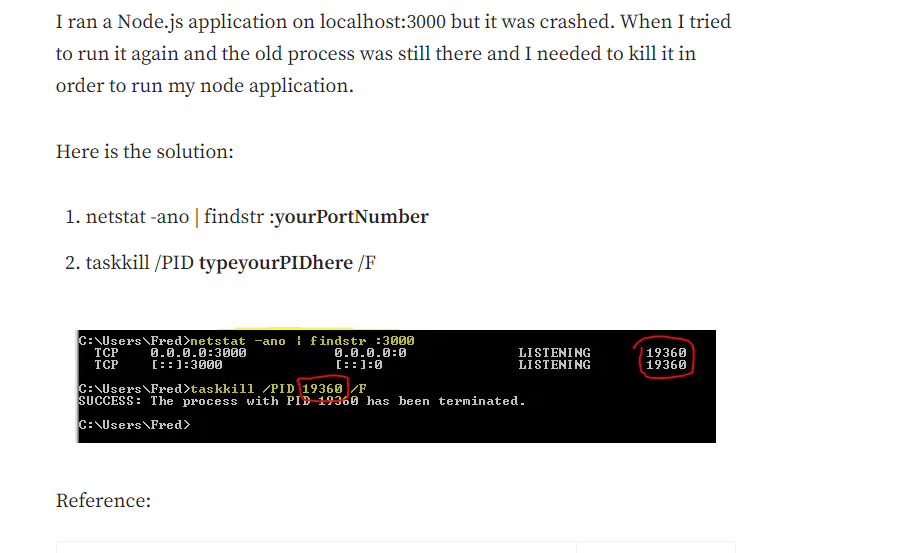 I ran a Node.js application on localhost:3000 but it was crashed. When I tried
to run it again and the old process was still there and I needed to kill it in
order to run my node application.
Here is the solution:
1. netstat -ano | findstr :yourPortNumber
2. taskkill /PID typeyourPIDhere /F
C:\Users\Fred>netstat -ano | findstr :3000
TCP 0.0.0.0:3000 0.0.0.0:0 LISTENING 19360
TCP [::]:3000 [::]:0 LISTENING 19360
C:\Users\Fred>taskkill /PID 19360 /F
SUCCESS: The process with PID 19360 has been terminated.
C:\Users\Fred>
Reference: